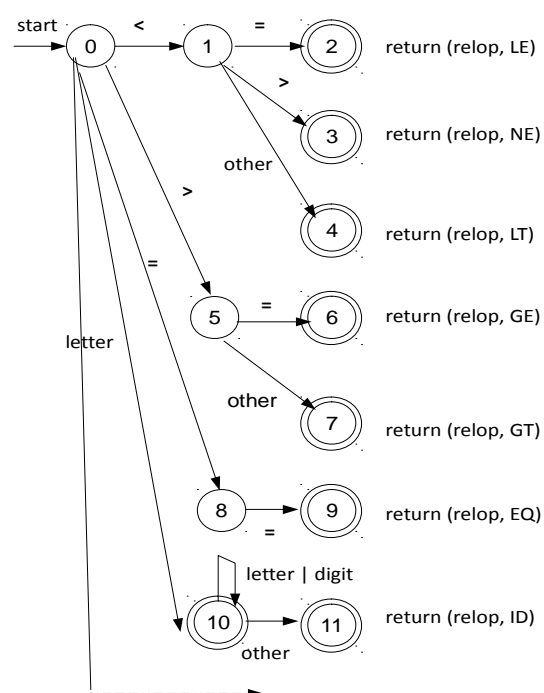 start
0 < 1 = 2 return (relop, LE)
>
3 return (relop, NE)
other
>
4 return (relop, LT)
=
5 = 6 return (relop, GE)
letter
other
7 return (relop, GT)
8 = 9 return (relop, EQ)
letter | digit
10 11 return (relop, ID)
other